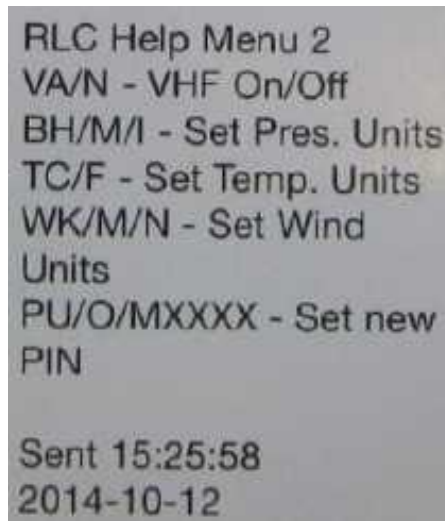 RLC Help Menu 2
VA/N - VHF On/Off
BH/M/I - Set Pres. Units
TC/F - Set Temp. Units
WK/M/N - Set Wind
Units
PU/O/MXXXX - Set new
PIN
Sent 15:25:58
2014-10-12